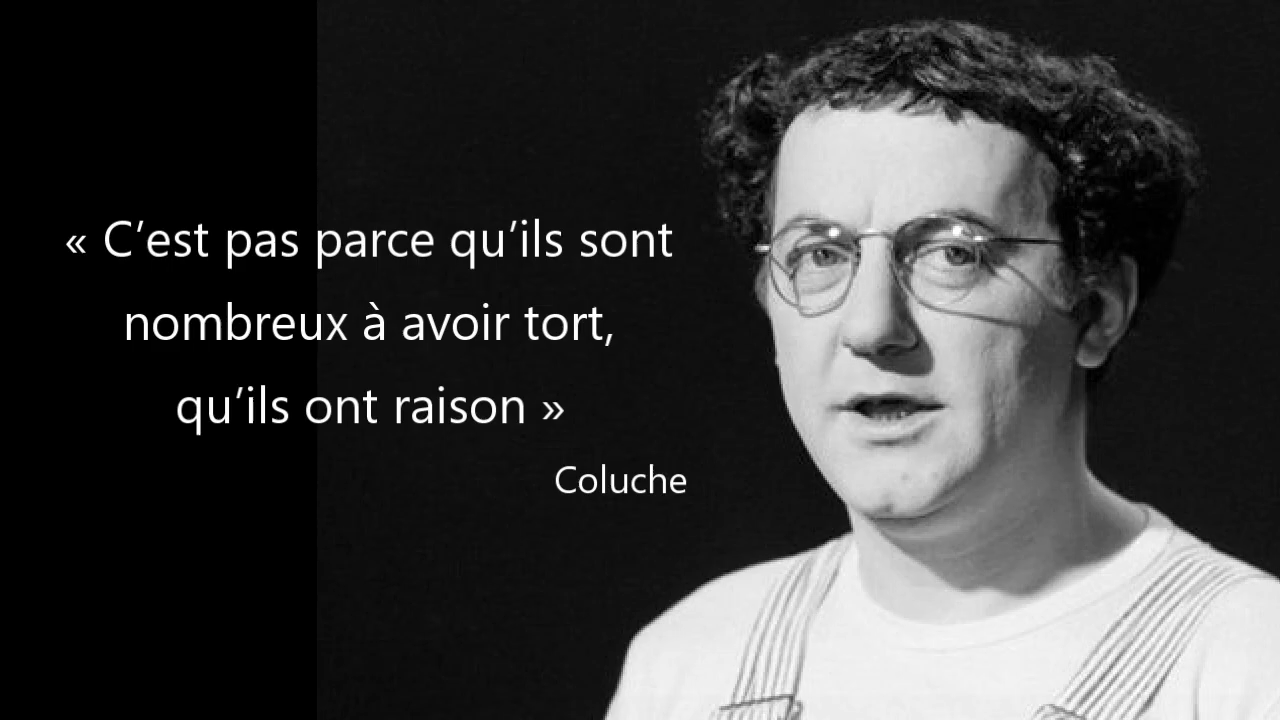 « C’est pas parce qu’ils sont
nombreux à avoir tort,
qu’ils ont raison »
Coluche